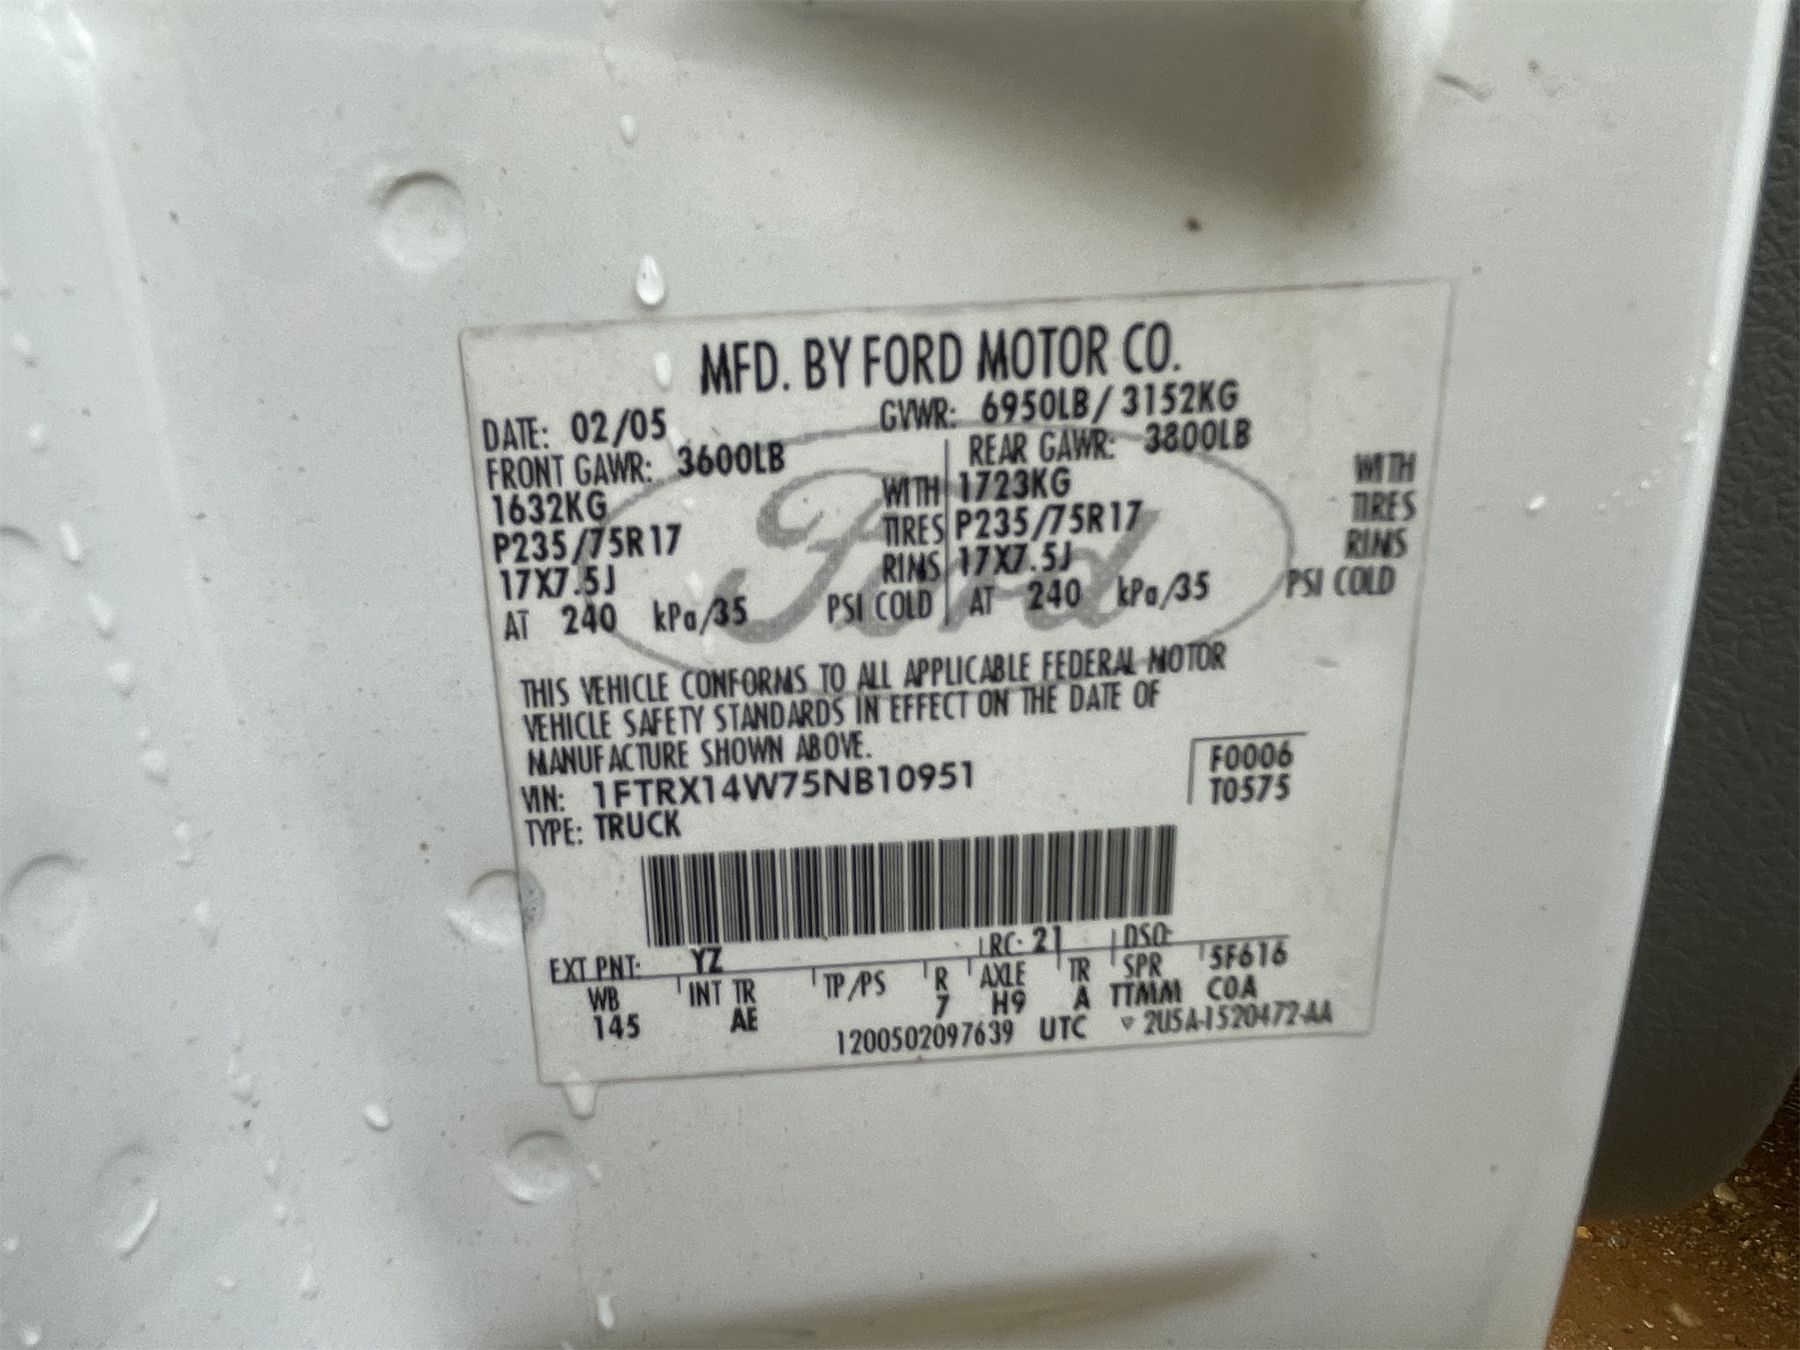 MFD. BY FORD MOTOR CO.
DATE: 02/05 GVWR: 6950LB / 3152KG
FRONT GAWR: 3600LB REAR GAWR: 3800LB
1632KG WITH 1723KG WITH
P235/75R17 TIRES P235/75R17 TIRES
17X7.5J RIMS 17X7.5J RIMS
AT 240 kPa/35 PSI COLD AT 240 kPa/35 PSI COLD
Ford
THIS VEHICLE CONFORMS TO ALL APPLICABLE FEDERAL MOTOR
VEHICLE SAFETY STANDARDS IN EFFECT ON THE DATE OF
MANUFACTURE SHOWN ABOVE.
VIN: 1FTRX14W75NB10951
F0006
T0575
TYPE: TRUCK
EXT PNT: YZ RC: 21 DSO:
WB INT TR TP/PS R AXLE TR SPR 5F616
145 AE 7 H9 A TTMM COA
1200502097639 UTC ▽ 2U5A-1520472-AA